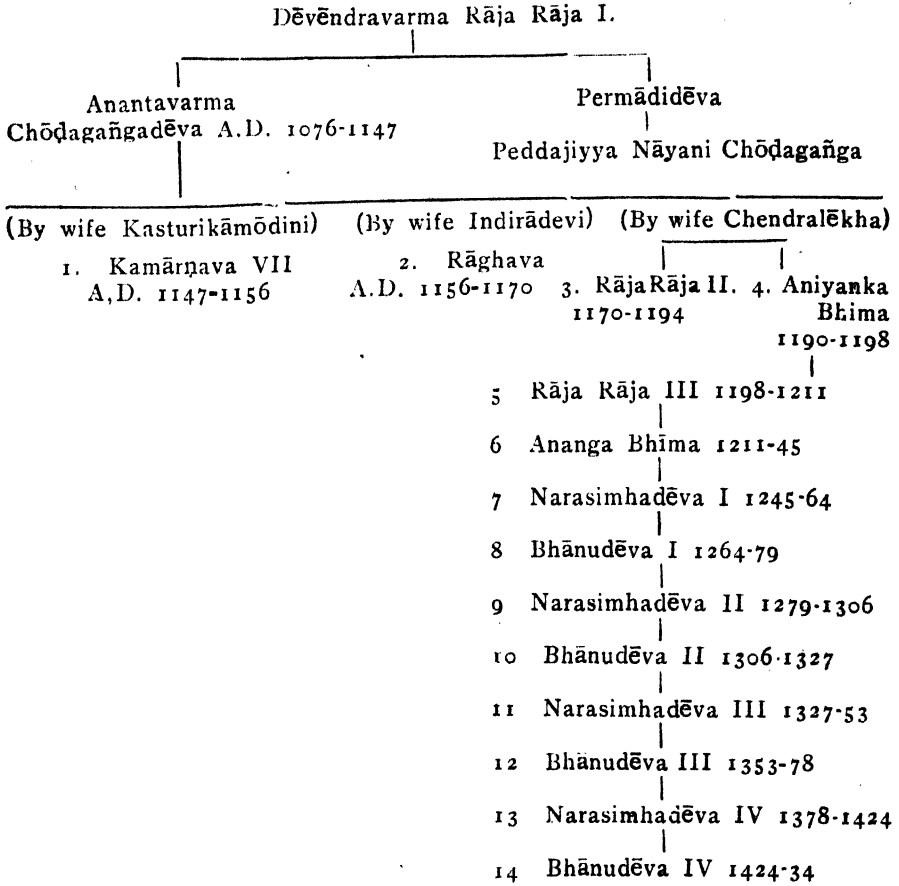 Dēvēndravarma Rāja Rāja I.
Anantavarma
Chōḍagañgadēva A.D. 1076-1147
Permādidēva
Peddajiyya Nāyani Chōḍagañga
(By wife Kasturikāmōdini)
1. Kamārṇava VII
A,D. 1147-1156
(By wife Indirādevi)
2. Rāghava
A.D. 1156-1170
(By wife Chendralēkha)
3. Rāja Rāja II.
1170-1194
4. Aniyanka
Bhima
1190-1198
5 Rāja Rāja III 1198-1211
6 Ananga Bhīma 1211-45
7 Narasimhadēva I 1245-64
8 Bhānudēva I 1264-79
9 Narasimhadēva II 1279-1306
10 Bhānudēva II 1306-1327
11 Narasimhadēva III 1327-53
12 Bhānudēva III 1353-78
13 Narasimhadēva IV 1378-1424
14 Bhānudēva IV 1424-34